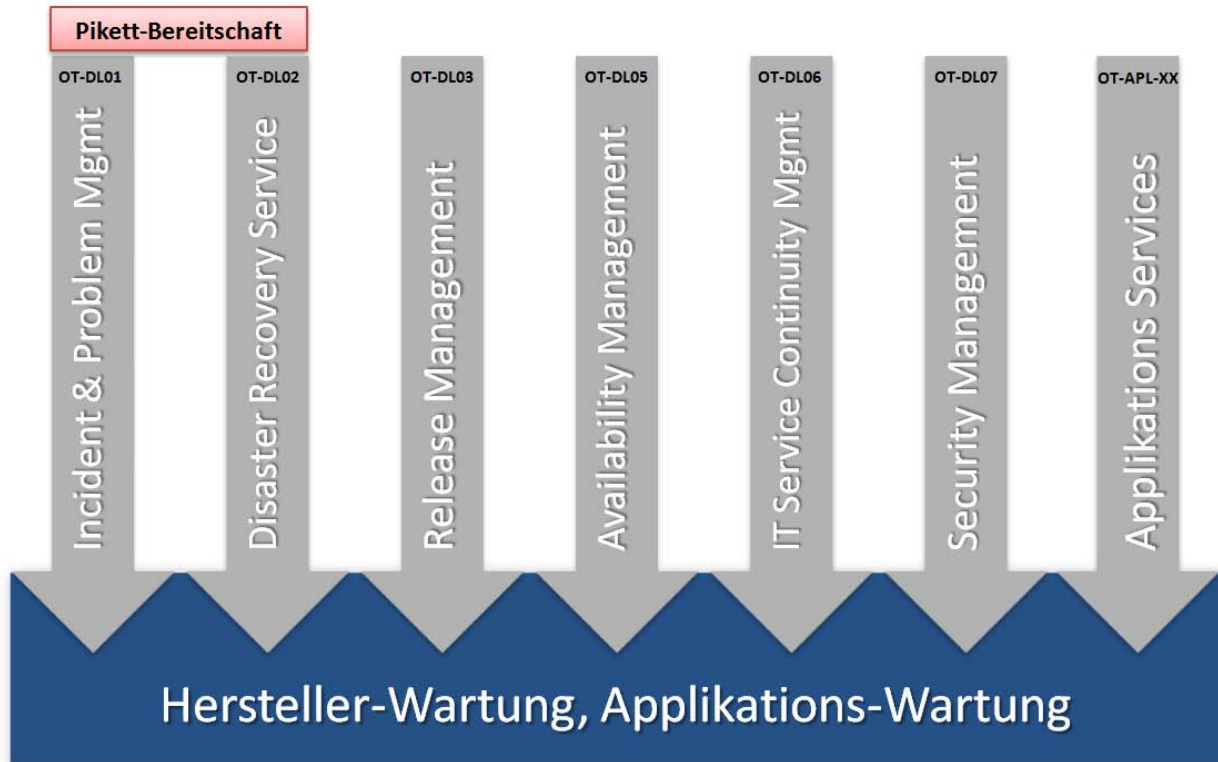 Pikett-Bereitschaft
OT-DL01
OT-DL02
OT-DL03
OT-DL05
OT-DL06
OT-DL07
OT-APL-XX
Incident & Problem Mgmt
Disaster Recovery Service
Release Management
Availability Management
IT Service Continuity Mgmt
Security Management
Applikations Services
Hersteller-Wartung, Applikations-Wartung